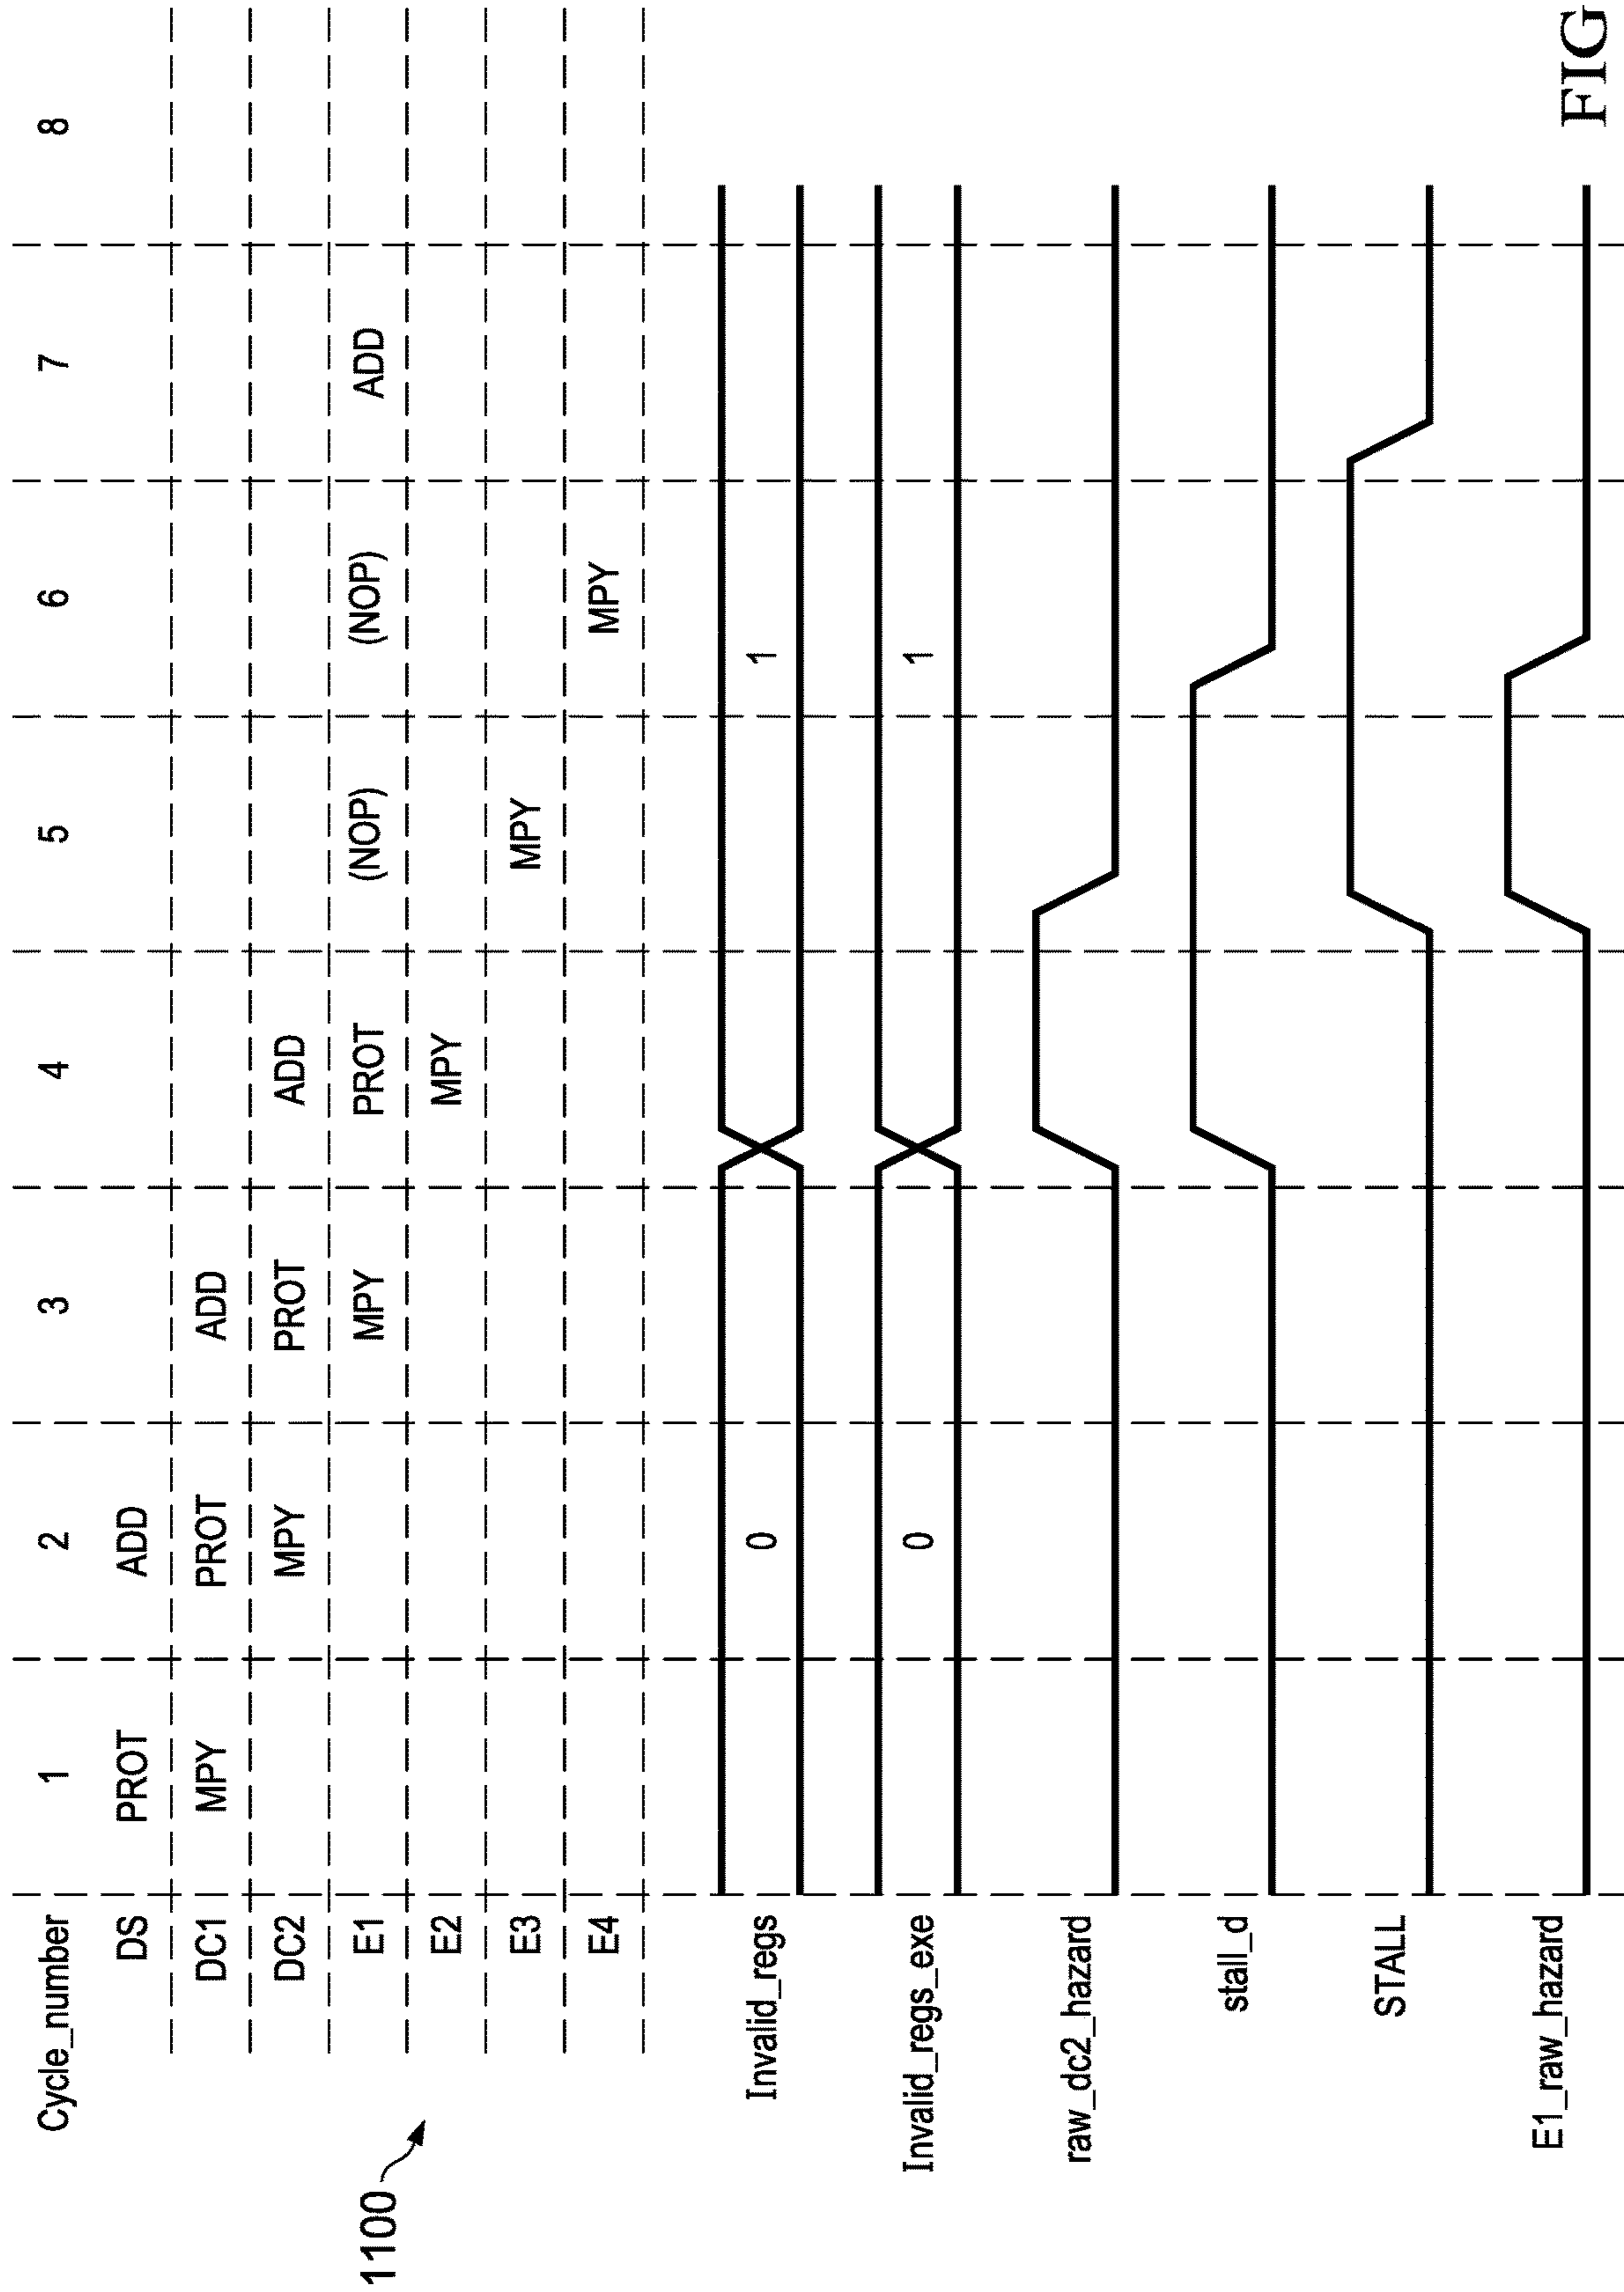 Cycle_number 1 2 3 4 5 6 7 8
DS PROT ADD
DC1 MPY PROT ADD
DC2 MPY PROT ADD
E1 MPY PROT (NOP) (NOP) ADD
E2 MPY
E3 MPY
E4 MPY
1100
Invalid_regs 0 1
Invalid_regs_exe 0 1
raw_dc2_hazard
stall_d
STALL
E1_raw_hazard
FIG